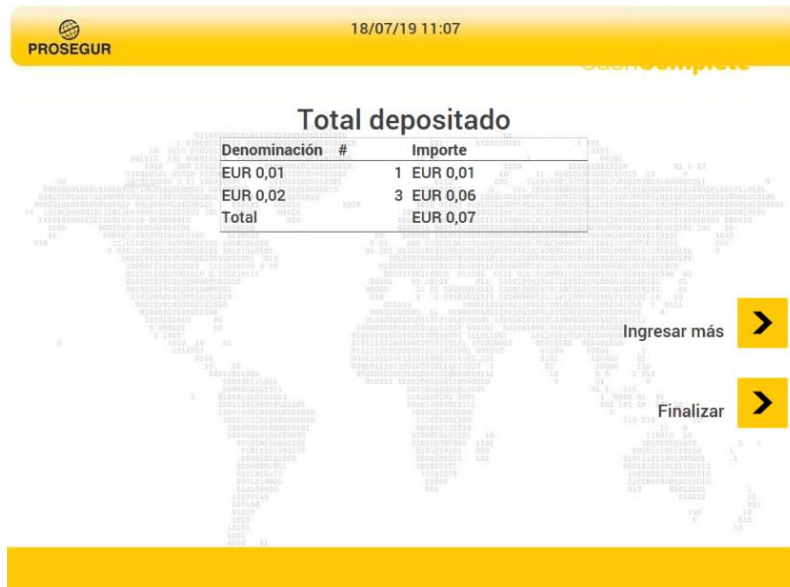 18/07/19 11:07
PROSEGUR
Total depositado
Denominación # Importe
EUR 0,01 1 EUR 0,01
EUR 0,02 3 EUR 0,06
Total EUR 0,07
Ingresar más
Finalizar